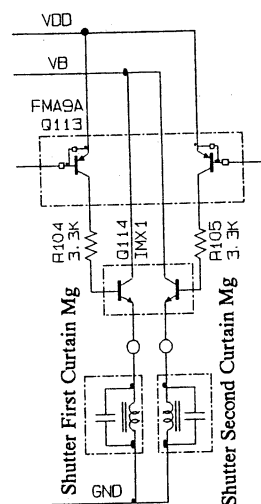 VDD
VB
FMA9A
Q113
R104
3.3K
Q114
IMX1
R105
3.3K
Shutter First Curtain Mg
Shutter Second Curtain Mg
GND